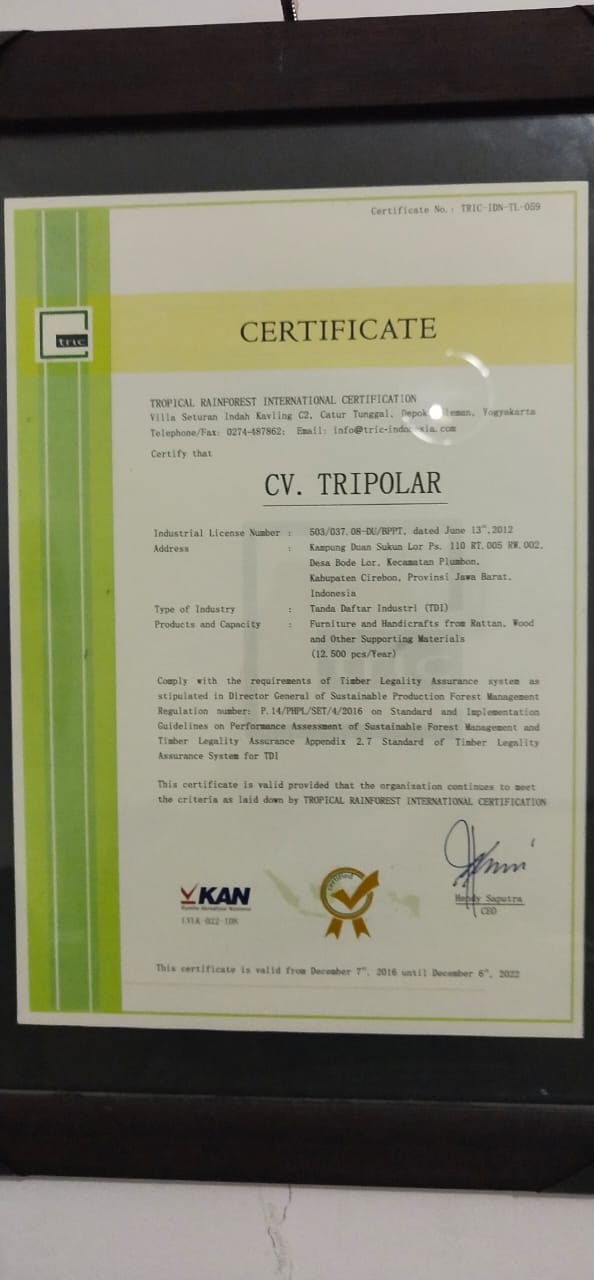 Certificate No.: TRIC-IDN-TL-059
tric
CERTIFICATE
TROPICAL RAINFOREST INTERNATIONAL CERTIFICATION
Villa Seturan Indah Kavling C2, Catur Tunggal, Depok, Sleman, Yogyakarta
Telephone/Fax: 0274-487862; Email: info@tric-indonesia.com
Certify that
CV. TRIPOLAR
Industrial License Number : 503/037.08-DU/BPPT, dated June 13th, 2012
Address : Kampung Duan Sukun Lor Ps. 110 RT.005 RW.002,
Desa Bode Lor, Kecamatan Plumbon,
Kabupaten Cirebon, Provinsi Jawa Barat,
Indonesia
Type of Industry : Tanda Daftar Industri (TDI)
Products and Capacity : Furniture and Handicrafts from Rattan, Wood
and Other Supporting Materials
(12.500 pcs/Year)
Comply with the requirements of Timber Legality Assurance system as
stipulated in Director General of Sustainable Production Forest Management
Regulation number: P.14/PHPL/SET/4/2016 on Standard and Implementation
Guidelines on Performance Assessment of Sustainable Forest Management and
Timber Legality Assurance Appendix 2.7 Standard of Timber Legality
Assurance System for TDI
This certificate is valid provided that the organization continues to meet
the criteria as laid down by TROPICAL RAINFOREST INTERNATIONAL CERTIFICATION
certified
KAN
LVLK-022-IDN
Hendy Saputra
CEO
This certificate is valid from December 7th, 2016 until December 6th, 2022